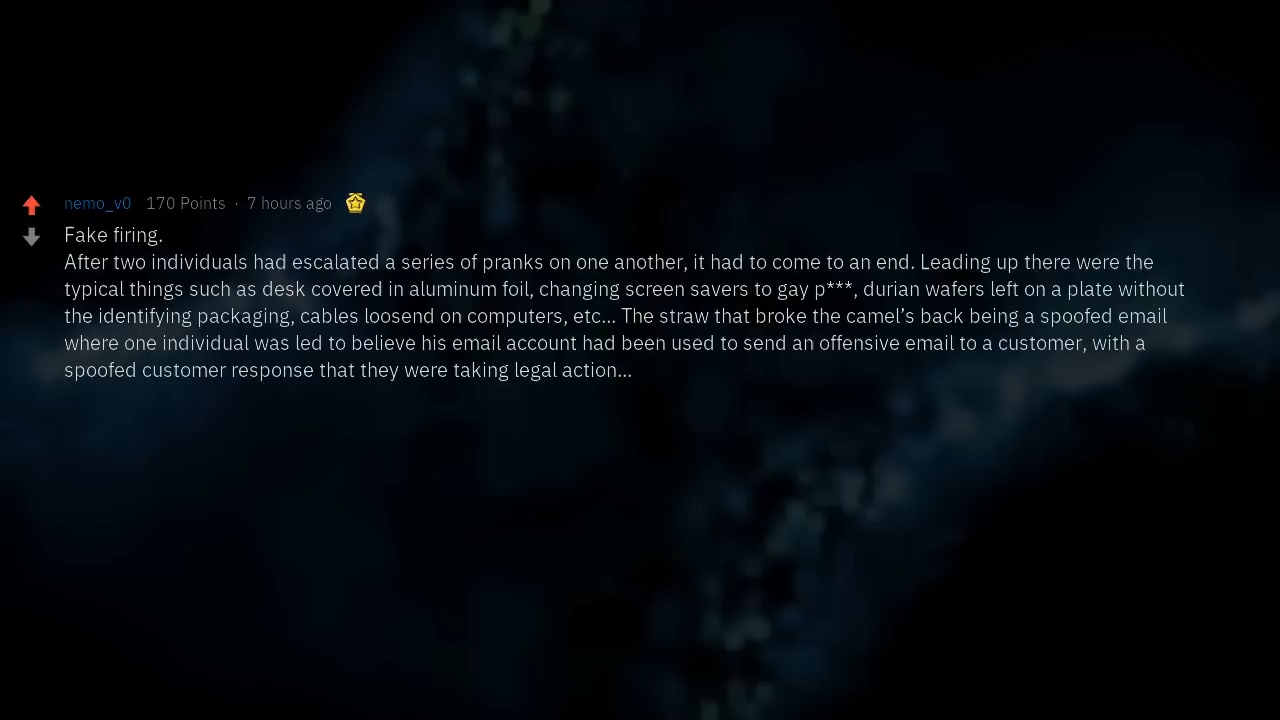 nemo_v0 170 Points · 7 hours ago
Fake firing.
After two individuals had escalated a series of pranks on one another, it had to come to an end. Leading up there were the
typical things such as desk covered in aluminum foil, changing screen savers to gay p***, durian wafers left on a plate without
the identifying packaging, cables loosend on computers, etc... The straw that broke the camel’s back being a spoofed email
where one individual was led to believe his email account had been used to send an offensive email to a customer, with a
spoofed customer response that they were taking legal action...